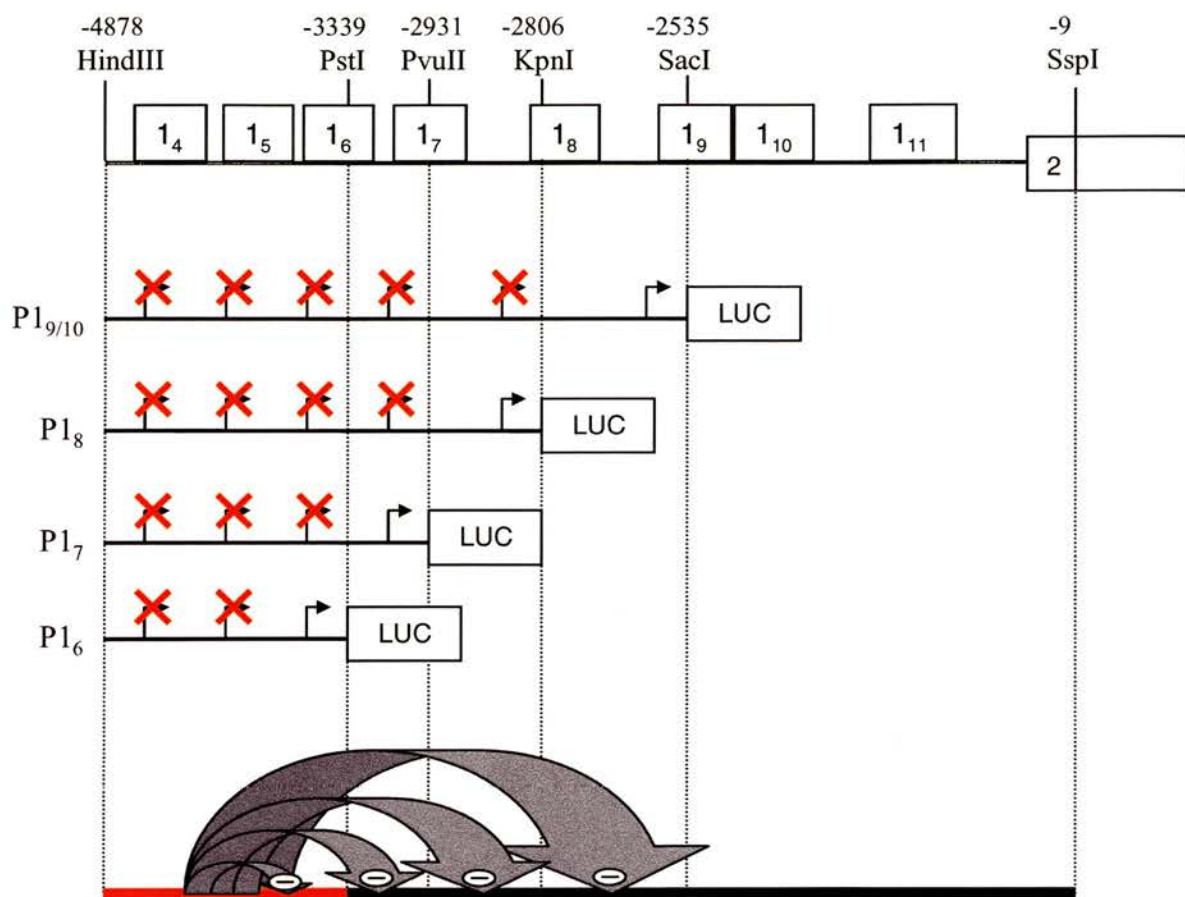 -4878 -3339 -2931 -2806 -2535 -9
HindIII PstI PvuII KpnI SacI SspI
1₄ 1₅ 1₆ 1₇ 1₈ 1₉ 1₁₀ 1₁₁
2
P1₉/₁₀ LUC
P1₈ LUC
P1₇ LUC
P1₆ LUC
− − − −